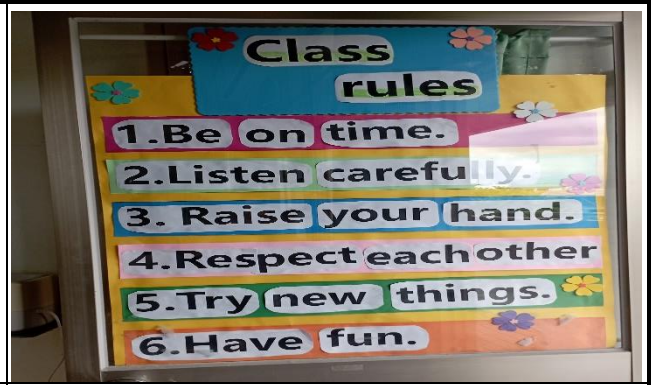 Class
rules
1.Be on time.
2.Listen carefully.
3. Raise your hand.
4.Respect each other
5.Try new things.
6.Have fun.